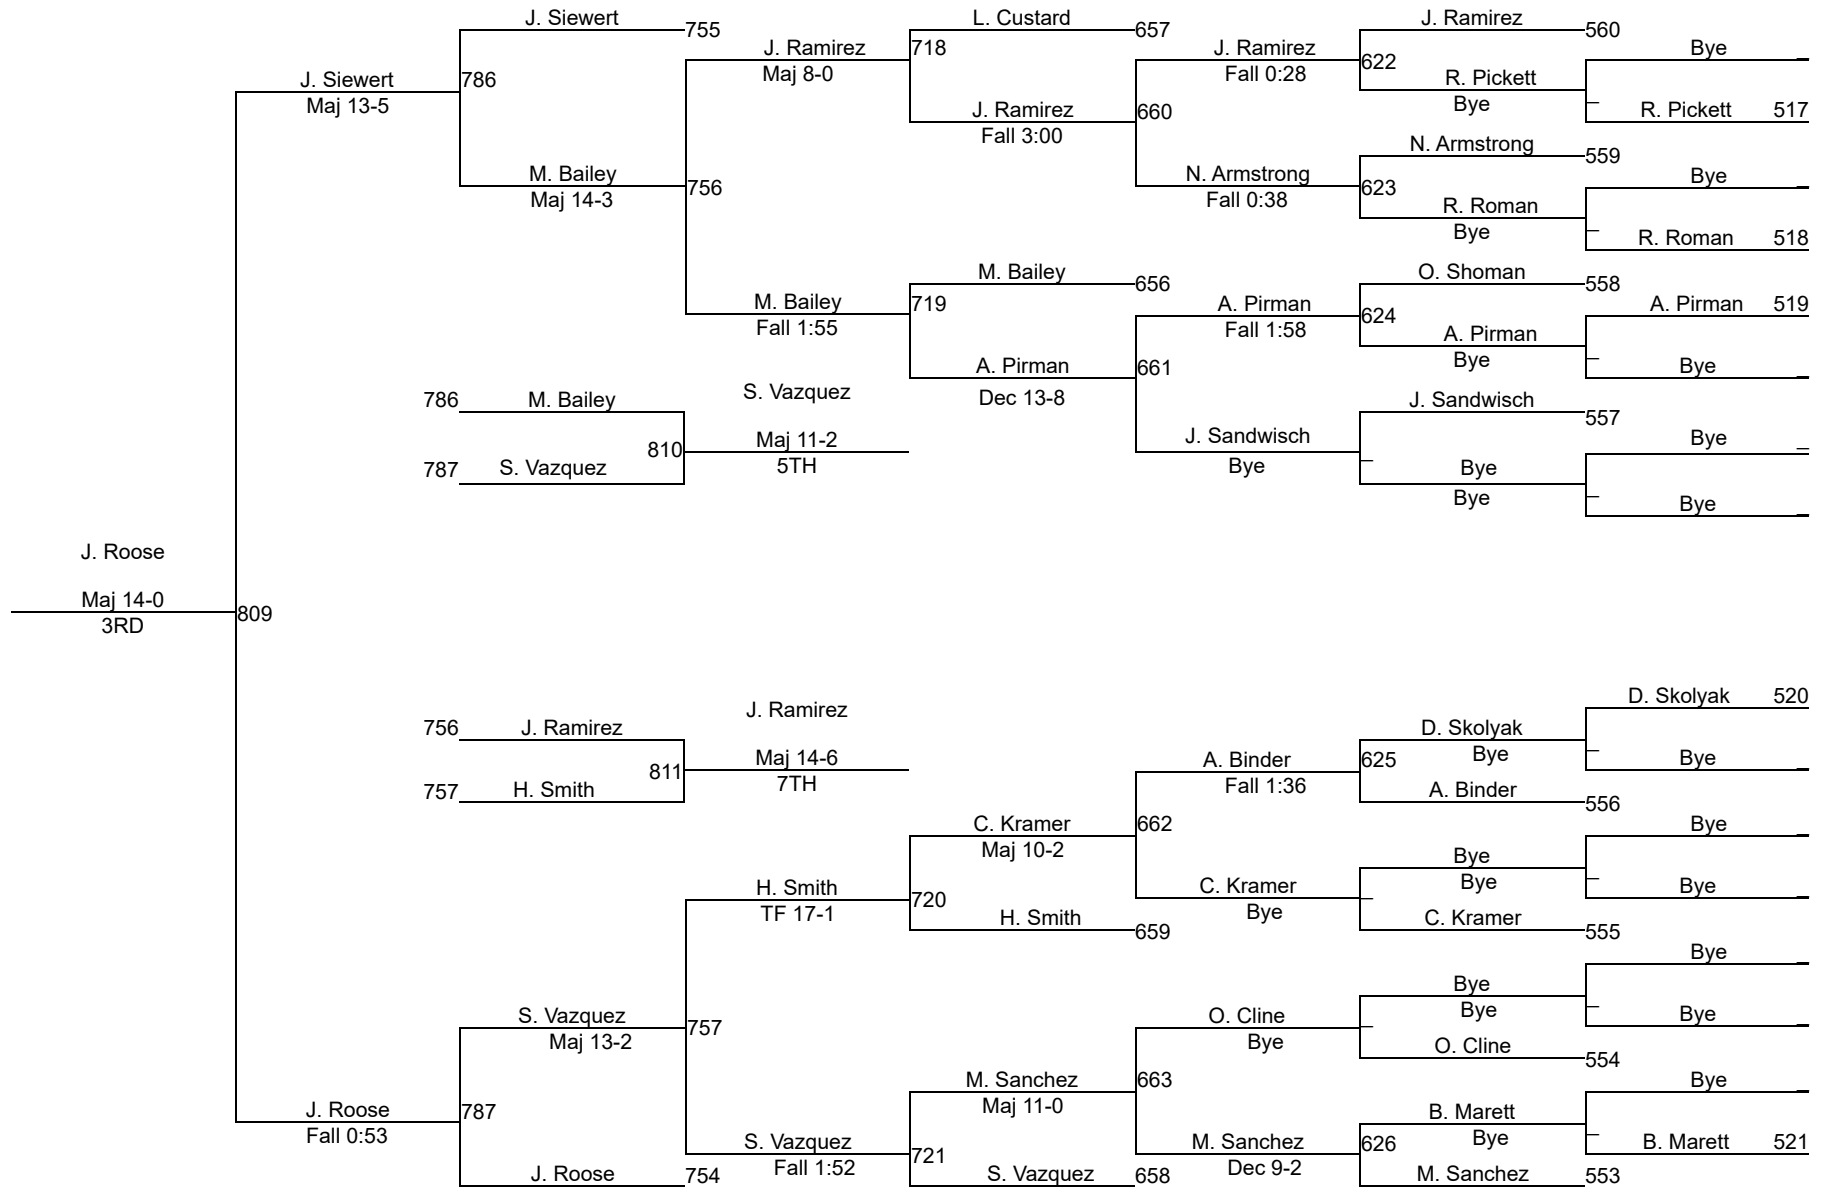 J. Siewert 755 L. Custard 657 J. Ramirez 560
J. Ramirez 718 J. Ramirez Bye _
Maj 8-0 Fall 0:28 622
J. Siewert 786 R. Pickett
Maj 13-5 J. Ramirez 660 Bye _ R. Pickett 517
Fall 3:00
N. Armstrong 559
M. Bailey N. Armstrong Bye _
Maj 14-3 756 Fall 0:38 623
R. Roman
Bye _ R. Roman 518
M. Bailey 656 O. Shoman 558
M. Bailey 719 A. Pirman A. Pirman 519
Fall 1:55 Fall 1:58 624
A. Pirman
A. Pirman 661 Bye _ Bye _
Dec 13-8
S. Vazquez
786 M. Bailey J. Sandwisch 557
810 Maj 11-2 J. Sandwisch Bye _
787 S. Vazquez 5TH Bye _ Bye
Bye _ Bye _
J. Roose
Maj 14-0
3RD 809
D. Skolyak 520
756 J. Ramirez J. Ramirez D. Skolyak
Bye _
811 Maj 14-6 A. Binder 625 Bye _
7TH Fall 1:36
757 H. Smith A. Binder 556
C. Kramer 662 Bye _
Maj 10-2
Bye
H. Smith C. Kramer Bye _ Bye _
TF 17-1 720 Bye _
H. Smith 659 C. Kramer 555
Bye _
Bye
S. Vazquez 757 O. Cline Bye _ Bye _
Maj 13-2 Bye _
O. Cline 554
M. Sanchez 663 Bye _
Maj 11-0
J. Roose 787 B. Marett
Fall 0:53 S. Vazquez M. Sanchez 626 Bye _ B. Marett 521
Fall 1:52 721 Dec 9-2
J. Roose 754 S. Vazquez 658 M. Sanchez 553